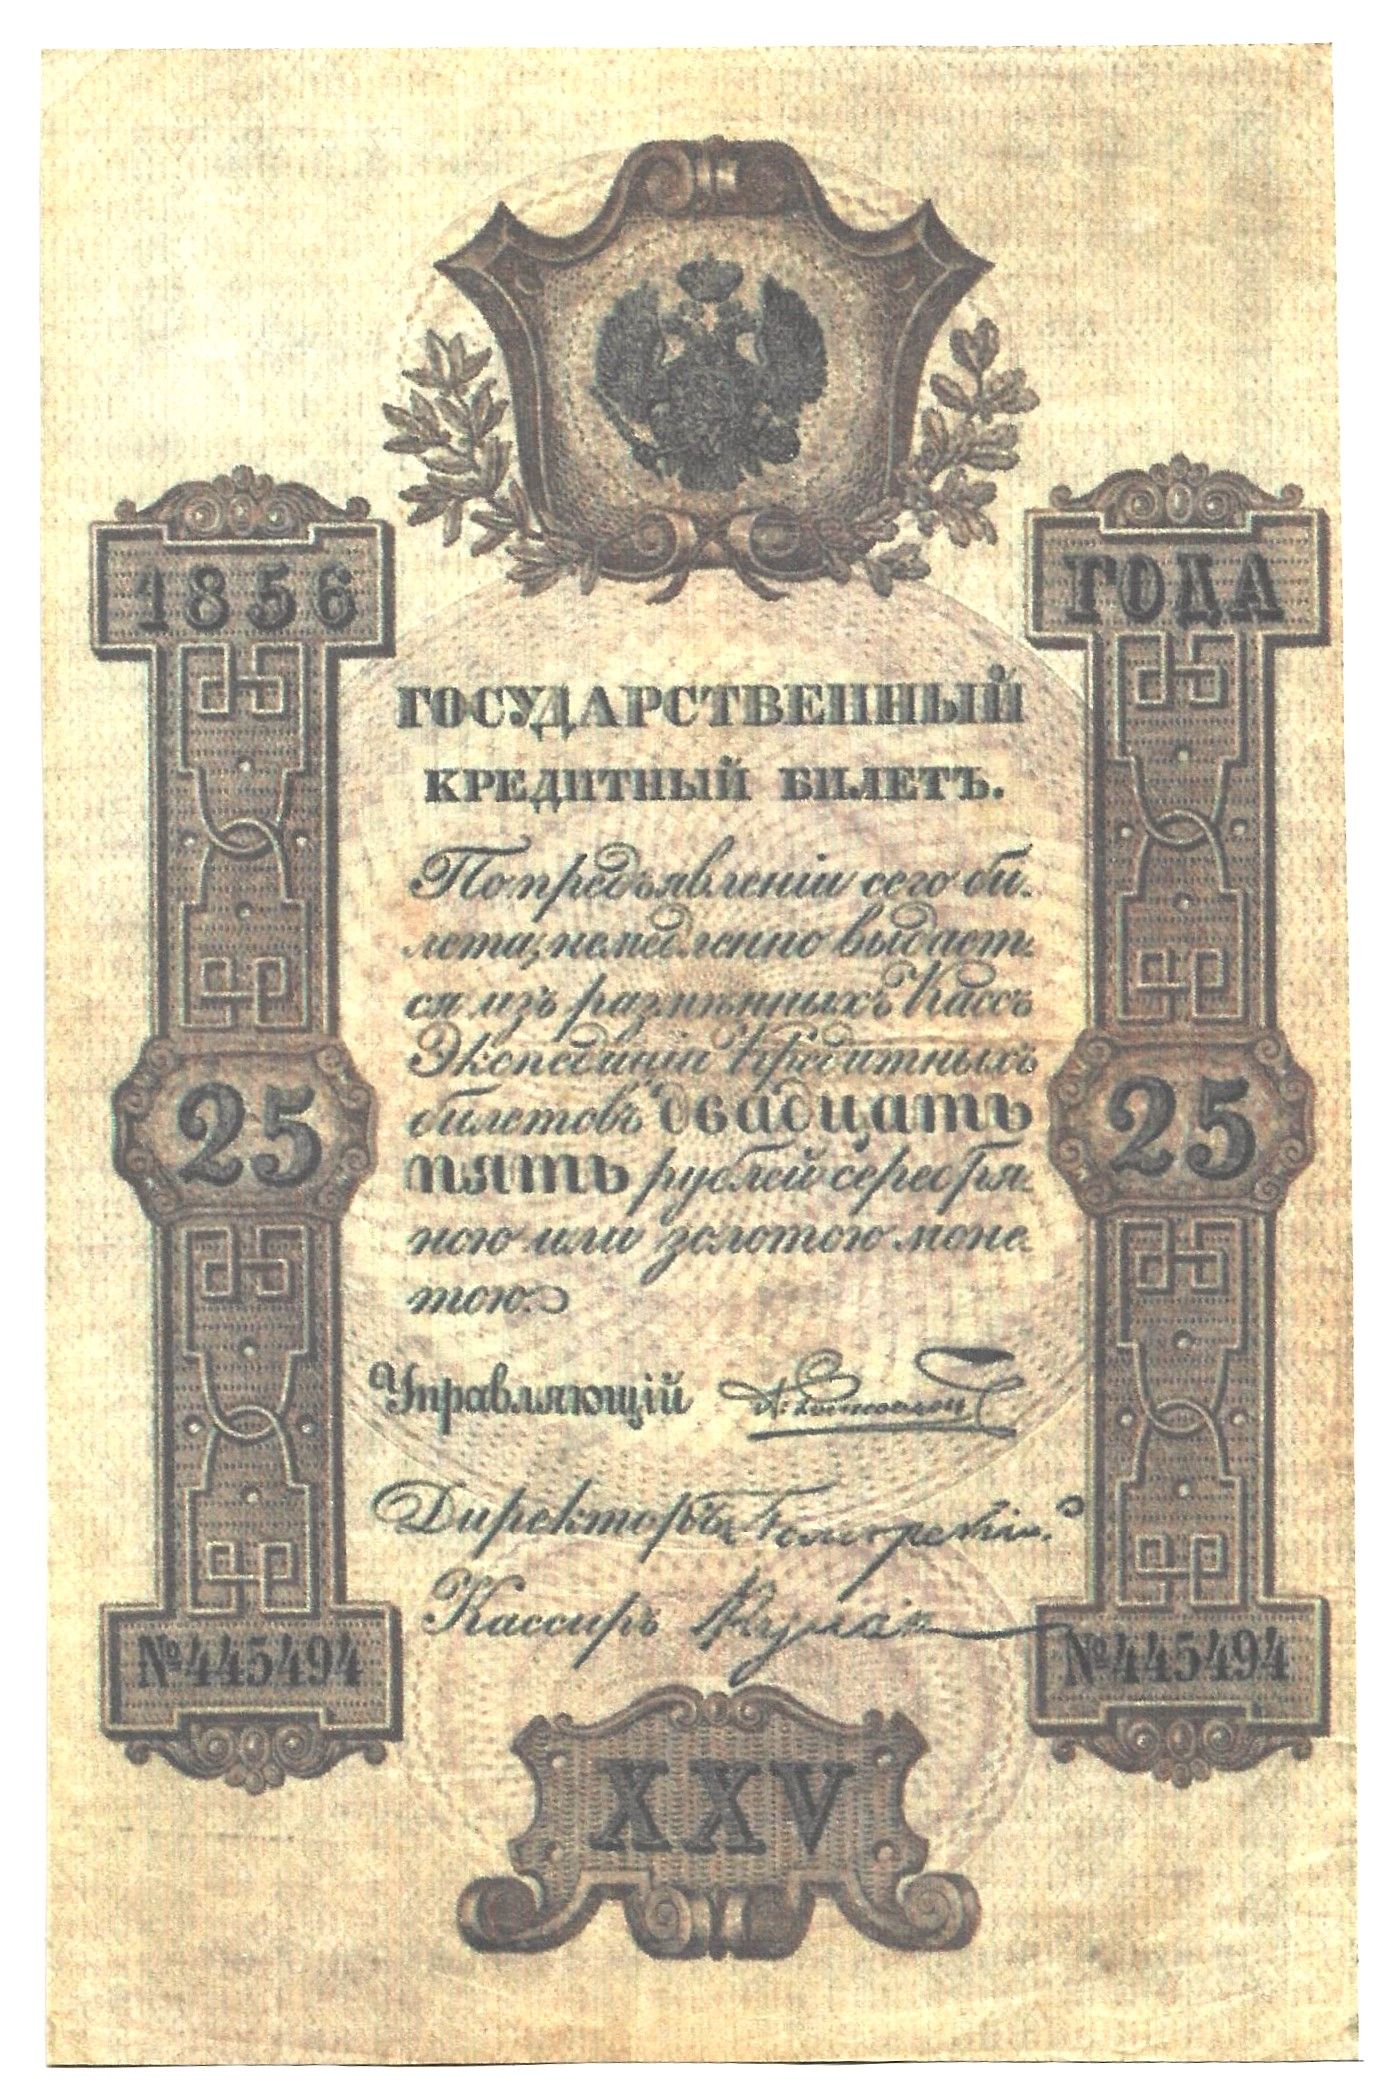 1856 ГОДА
ГОСУДАРСТВЕННЫЙ
КРЕДИТНЫЙ БИЛЕТЪ.
По предъявленіи сего би-
лета, немедленно выдает-
ся изъ размѣнныхъ Кассъ
Экспедиціи Кредитныхъ
билетовъ двадцать
25 25
пять рублей серебря-
ною или золотою моне-
тою.
Управляющій
Директоръ
Кассиръ
№445494 №445494
XXV